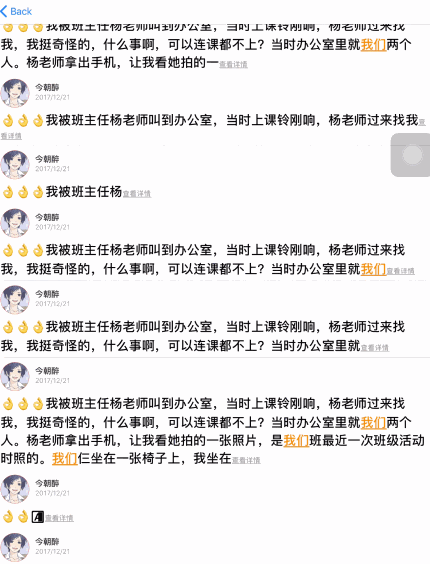 Back
👌👌👌我被班主任杨老师叫到办公室，当时上课铃刚响，杨老师过来找
我，我挺奇怪的，什么事啊，可以连课都不上？当时办公室里就我们两个
人。杨老师拿出手机，让我看她拍的一查看详情
今朝醉
2017/12/21
👌👌👌我被班主任杨老师叫到办公室，当时上课铃刚响，杨老师过来找我查
看详情
今朝醉
2017/12/21
👌👌👌我被班主任杨查看详情
今朝醉
2017/12/21
👌👌👌我被班主任杨老师叫到办公室，当时上课铃刚响，杨老师过来找
我，我挺奇怪的，什么事啊，可以连课都不上？当时办公室里就我们查看详情
今朝醉
2017/12/21
👌👌👌我被班主任杨老师叫到办公室，当时上课铃刚响，杨老师过来找
我，我挺奇怪的，什么事啊，可以连课都不上？当时办公室里就查看详情
今朝醉
2017/12/21
👌👌👌我被班主任杨老师叫到办公室，当时上课铃刚响，杨老师过来找
我，我挺奇怪的，什么事啊，可以连课都不上？当时办公室里就我们两个
人。杨老师拿出手机，让我看她拍的一张照片，是我们班最近一次班级活动
时照的。我们仨坐在一张椅子上，我坐在查看详情
今朝醉
2017/12/21
👌👌查看详情
今朝醉
2017/12/21